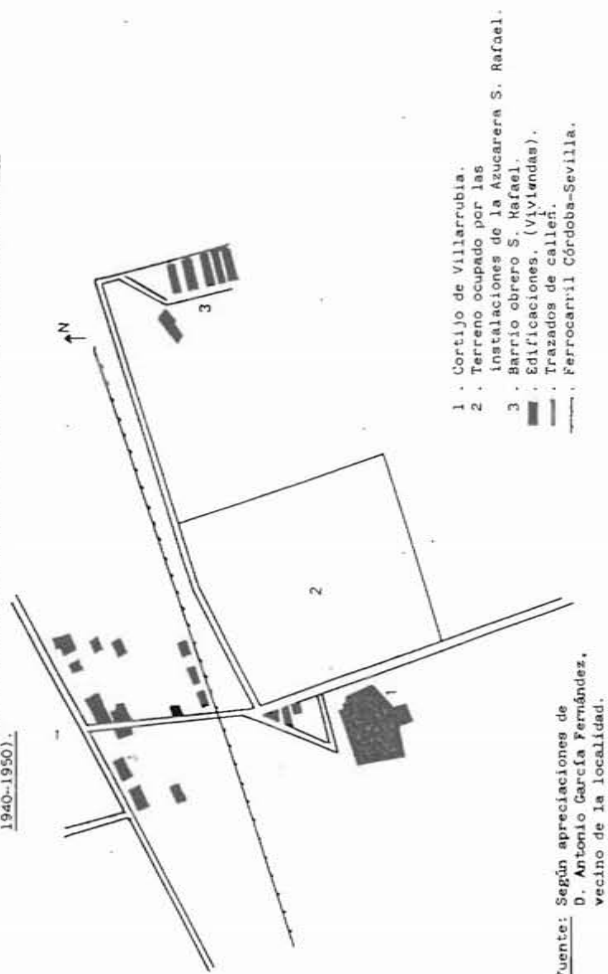 1940-1950).
N
1
2
3
1 . Cortijo de Villarrubia.
2 . Terreno ocupado por las
instalaciones de la Azucarera S. Rafael.
3 . Barrio obrero S. Rafael.
. Edificaciones. (Viviendas).
. Trazados de calleñ.
. Ferrocarril Córdoba-Sevilla.
Fuente: Según apreciaciones de
D. Antonio García Fernández,
vecino de la localidad.